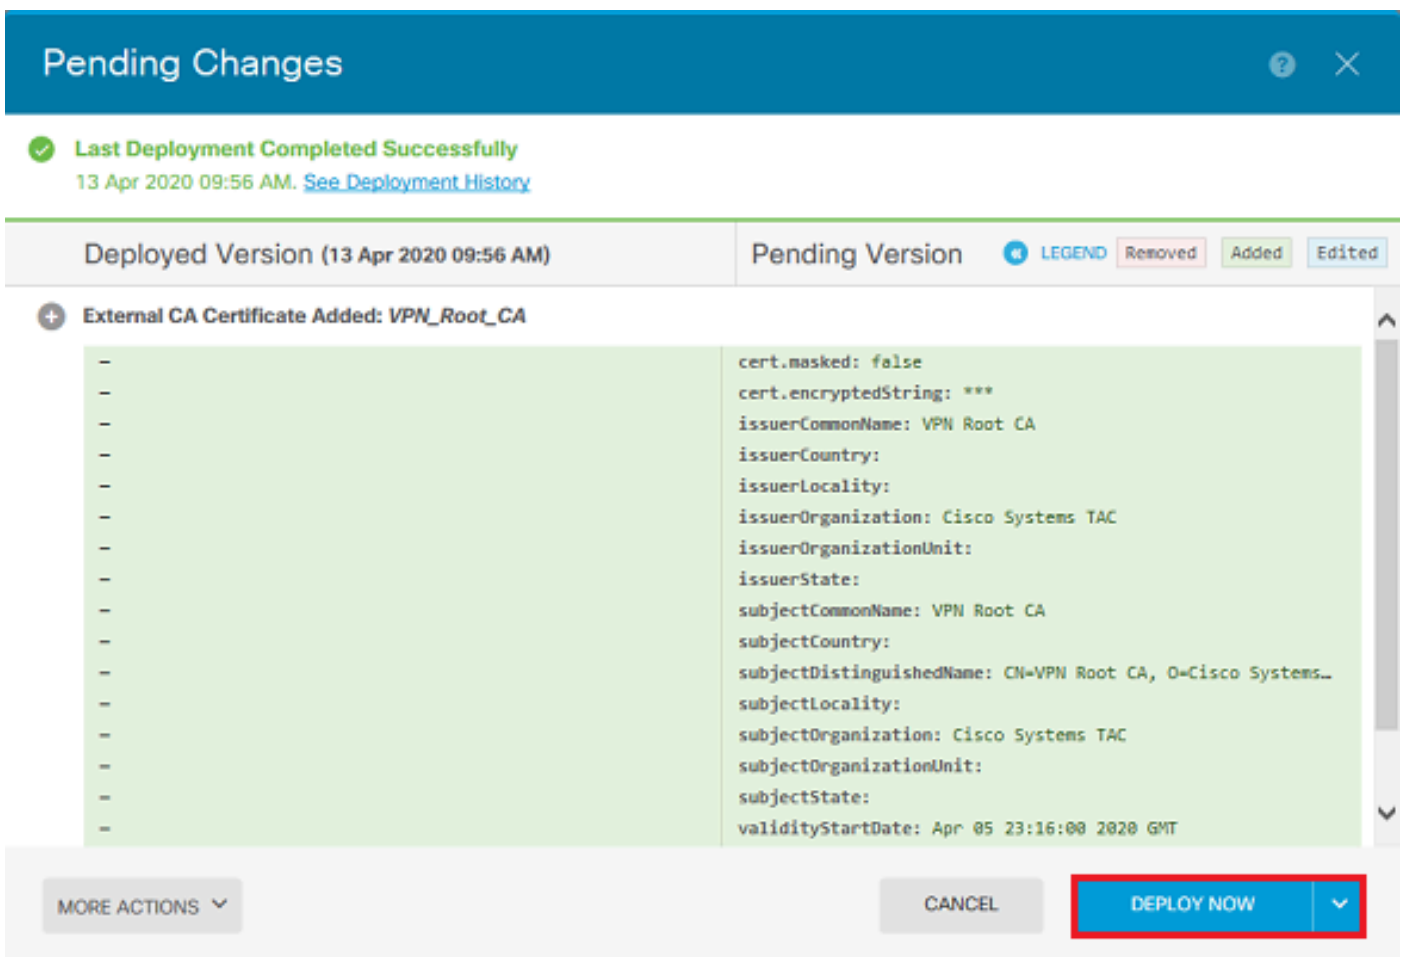 Pending Changes
Last Deployment Completed Successfully
13 Apr 2020 09:56 AM. See Deployment History
Deployed Version (13 Apr 2020 09:56 AM) Pending Version LEGEND Removed Added Edited
External CA Certificate Added: VPN_Root_CA
– cert.masked: false
– cert.encryptedString: ***
– issuerCommonName: VPN Root CA
– issuerCountry:
– issuerLocality:
– issuerOrganization: Cisco Systems TAC
– issuerOrganizationUnit:
– issuerState:
– subjectCommonName: VPN Root CA
– subjectCountry:
– subjectDistinguishedName: CN=VPN Root CA, O=Cisco Systems…
– subjectLocality:
– subjectOrganization: Cisco Systems TAC
– subjectOrganizationUnit:
– subjectState:
– validityStartDate: Apr 05 23:16:00 2020 GMT
MORE ACTIONS CANCEL DEPLOY NOW